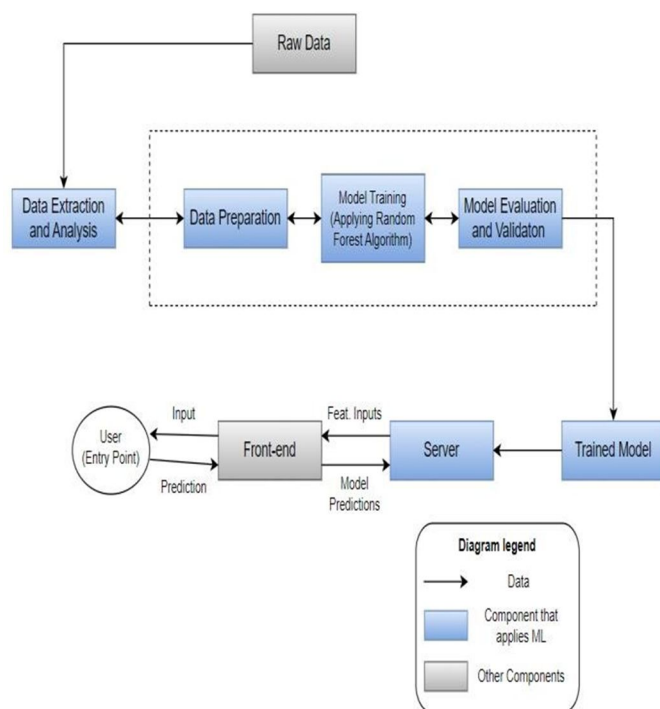 Raw Data
Data Extraction
and Analysis
Data Preparation
Model Training
(Applying Random
Forest Algorithm)
Model Evaluation
and Validaton
User
(Entry Point)
Input
Prediction
Front-end
Feat. Inputs
Model
Predictions
Server
Trained Model
Diagram legend
Data
Component that
applies ML
Other Components